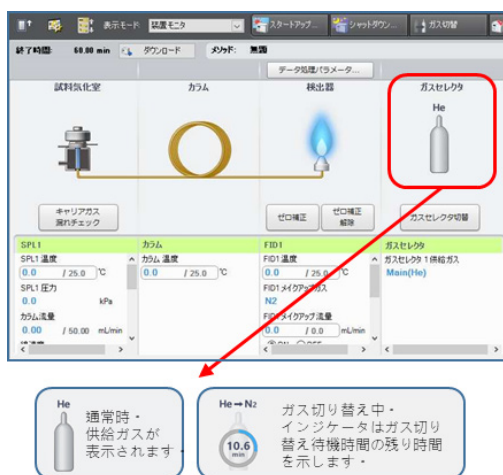 表示モード 装置モニタ スタートアップ... シャットダウン... ガス切替
終了時間: 60.00 min ダウンロード メソッド: 無題
データ処理パラメータ...
試料気化室 カラム 検出器 ガスセレクタ
He
キャリアガス
漏れチェック
ゼロ補正 ゼロ補正
解除
ガスセレクタ切替
SPL1 カラム FID1 ガスセレクタ
SPL1 温度 カラム 温度 FID1 温度 ガスセレクタ 1 供給ガス
0.0 / 25.0 ℃ 0.0 / 25.0 ℃ 0.0 / 25.0 ℃ Main(He)
SPL1 圧力 FID1 メイクアップガス
0.0 kPa N2
カラム流量 FID1 メイクアップ 流量
0.00 / 50.00 mL/min 0.0 / 0.0 mL/min
He
通常時・
供給ガスが
表示されます・
He→N2
10.6
min
ガス切り替え中・
インジケータはガス切り
替え待機時間の残り時間
を示します・